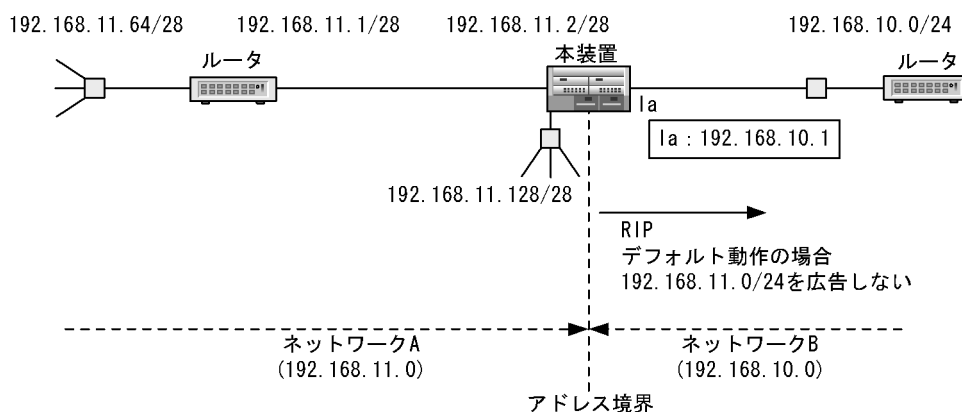 192.168.11.64/28
192.168.11.1/28
192.168.11.2/28
192.168.10.0/24
ルータ
本装置
ルータ
Ia
Ia:192.168.10.1
192.168.11.128/28
RIP
デフォルト動作の場合
192.168.11.0/24を広告しない
ネットワークA
(192.168.11.0)
ネットワークB
(192.168.10.0)
アドレス境界